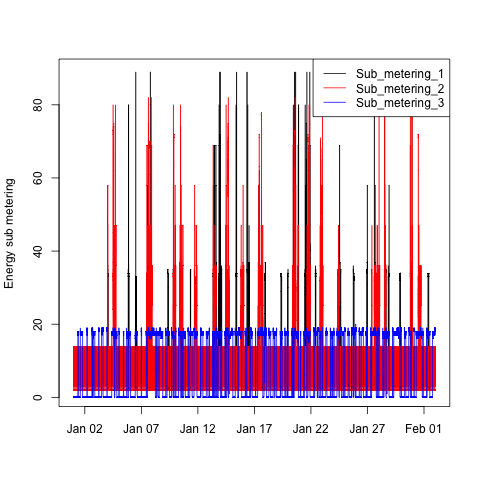 Sub_metering_1
Sub_metering_2
Sub_metering_3
Energy sub metering
80
60
40
20
0
Jan 02 Jan 07 Jan 12 Jan 17 Jan 22 Jan 27 Feb 01